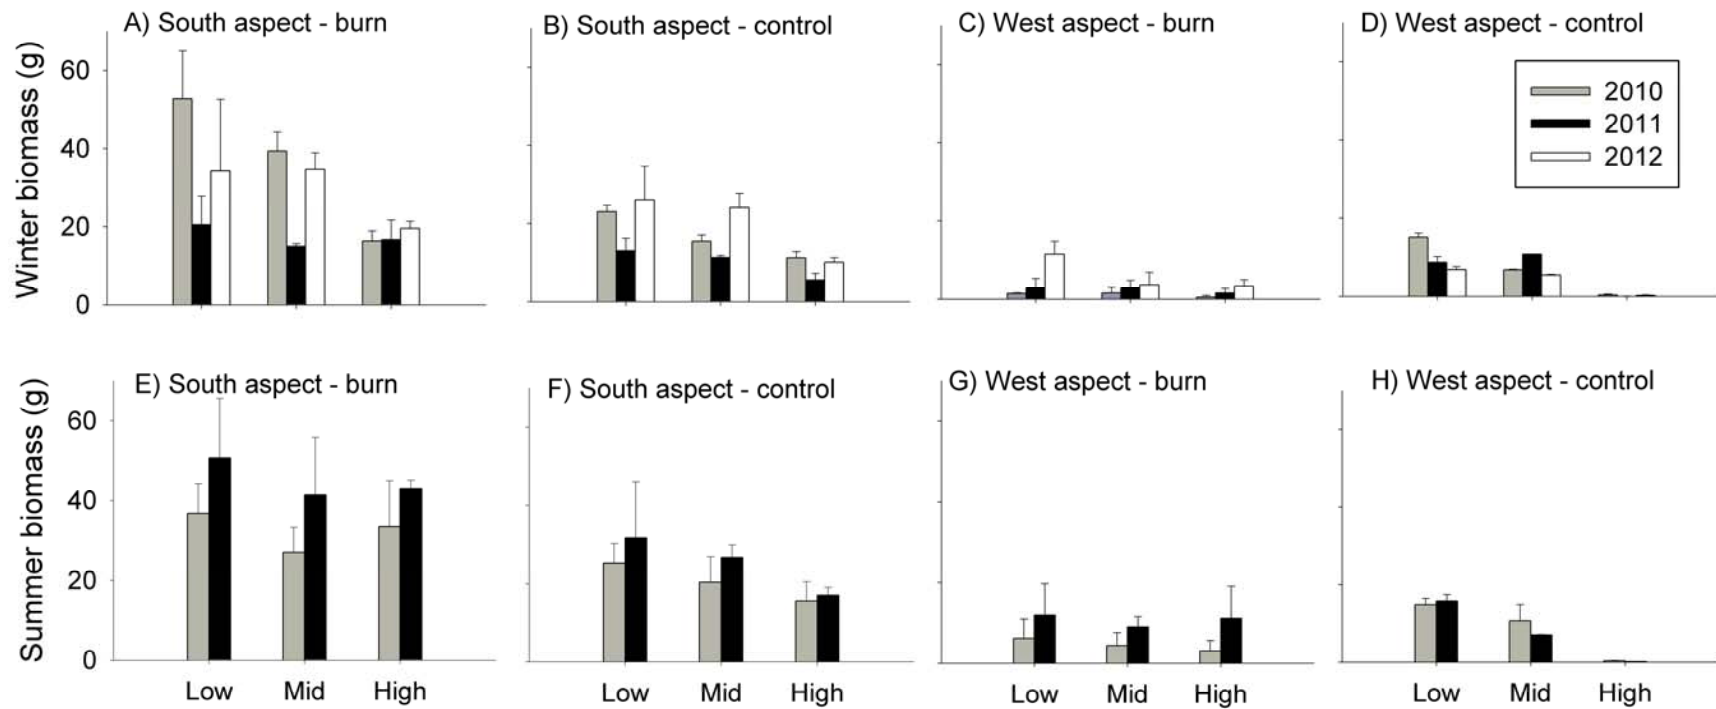 A) South aspect - burn
B) South aspect - control
C) West aspect - burn
D) West aspect - control
Winter biomass (g)
60
40
20
0
2010
2011
2012
E) South aspect - burn
F) South aspect - control
G) West aspect - burn
H) West aspect - control
Summer biomass (g)
60
40
20
0
Low Mid High
Low Mid High
Low Mid High
Low Mid High